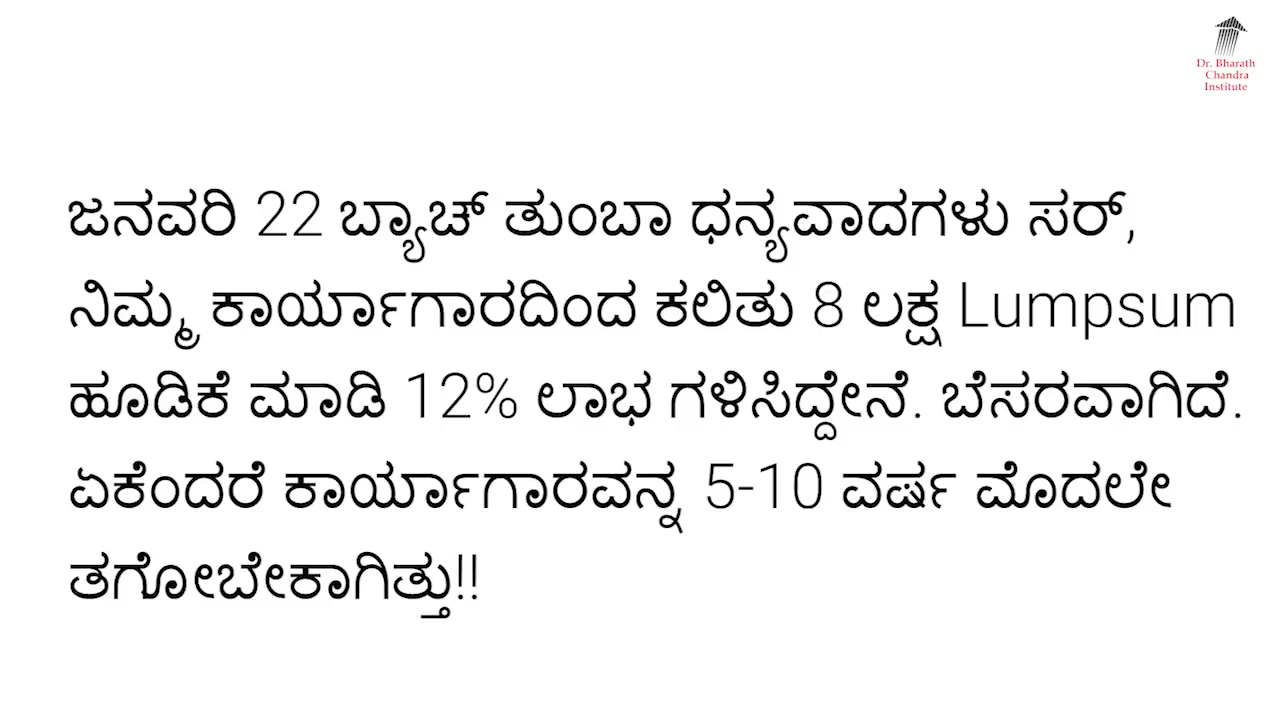 Dr. Bharath
Chandra
Institute
ಜನವರಿ 22 ಬ್ಯಾಚ್ ತುಂಬಾ ಧನ್ಯವಾದಗಳು ಸರ್,
ನಿಮ್ಮ ಕಾರ್ಯಾಗಾರದಿಂದ ಕಲಿತು 8 ಲಕ್ಷ Lumpsum
ಹೂಡಿಕೆ ಮಾಡಿ 12% ಲಾಭ ಗಳಿಸಿದ್ದೇನೆ. ಬೆಸರವಾಗಿದೆ.
ಏಕೆಂದರೆ ಕಾರ್ಯಾಗಾರವನ್ನ 5-10 ವರ್ಷ ಮೊದಲೇ
ತಗೋಬೇಕಾಗಿತ್ತು!!